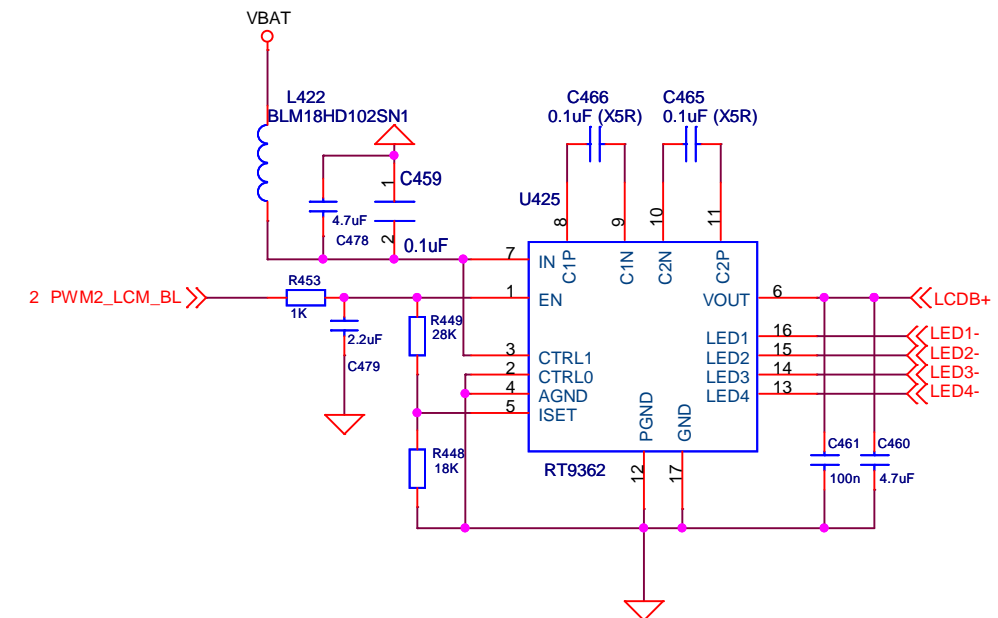 VBAT
L422
BLM18HD102SN1
C466
0.1uF (X5R)
C465
0.1uF (X5R)
1
C459
4.7uF
C478
2
0.1uF
U425
8
9
10
11
C1P
C1N
C2N
C2P
7
IN
R453
2 PWM2_LCM_BL
1K
1
EN
VOUT
6
LCDB+
2.2uF
C479
R449
28K
3
CTRL1
2
CTRL0
4
AGND
5
ISET
LED1
16
LED1-
LED2
15
LED2-
LED3
14
LED3-
LED4
13
LED4-
PGND
GND
R448
18K
RT9362
12
17
C461
100n
C460
4.7uF